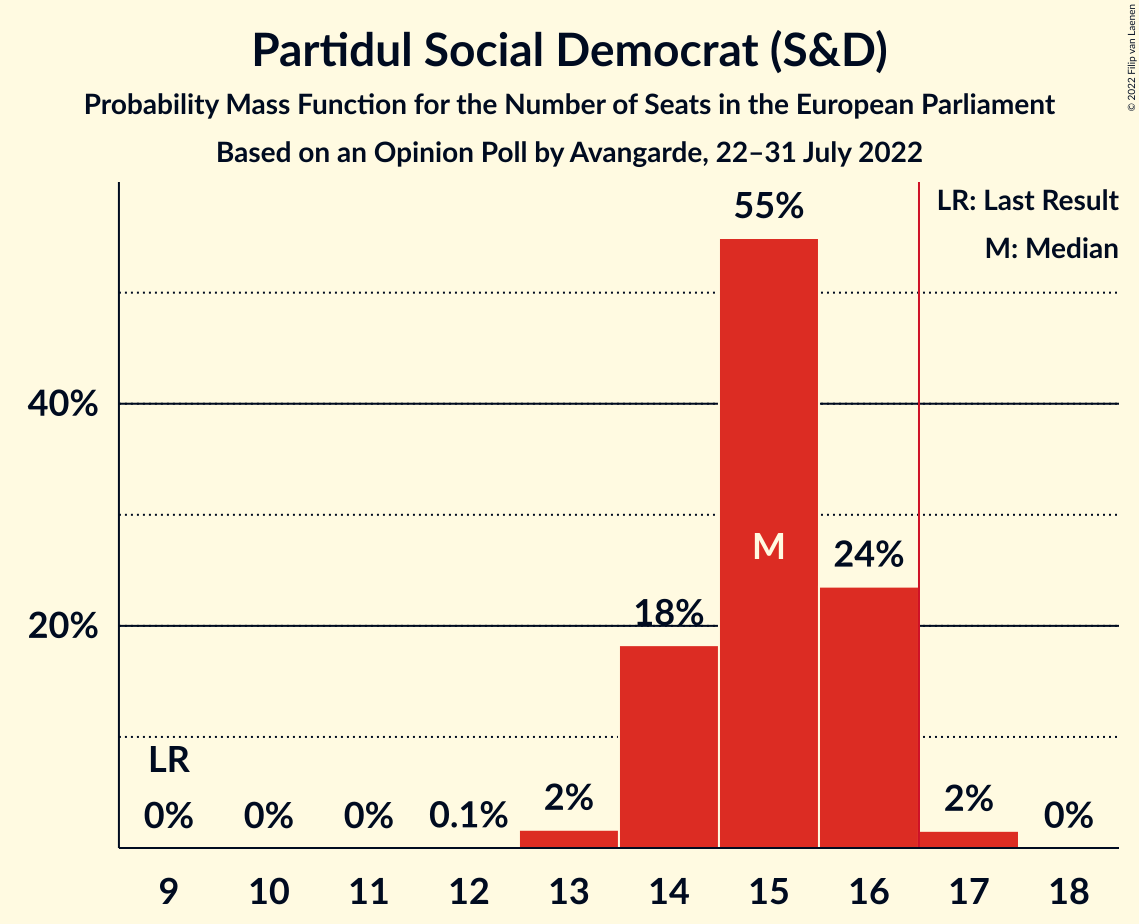 Partidul Social Democrat (S&D)
Probability Mass Function for the Number of Seats in the European Parliament
Based on an Opinion Poll by Avangarde, 22–31 July 2022
© 2022 Filip van Laenen
LR: Last Result
M: Median
55%
40%
M
24%
20%
18%
LR
0%
0%
0%
0.1%
2%
2%
0%
9
10
11
12
13
14
15
16
17
18